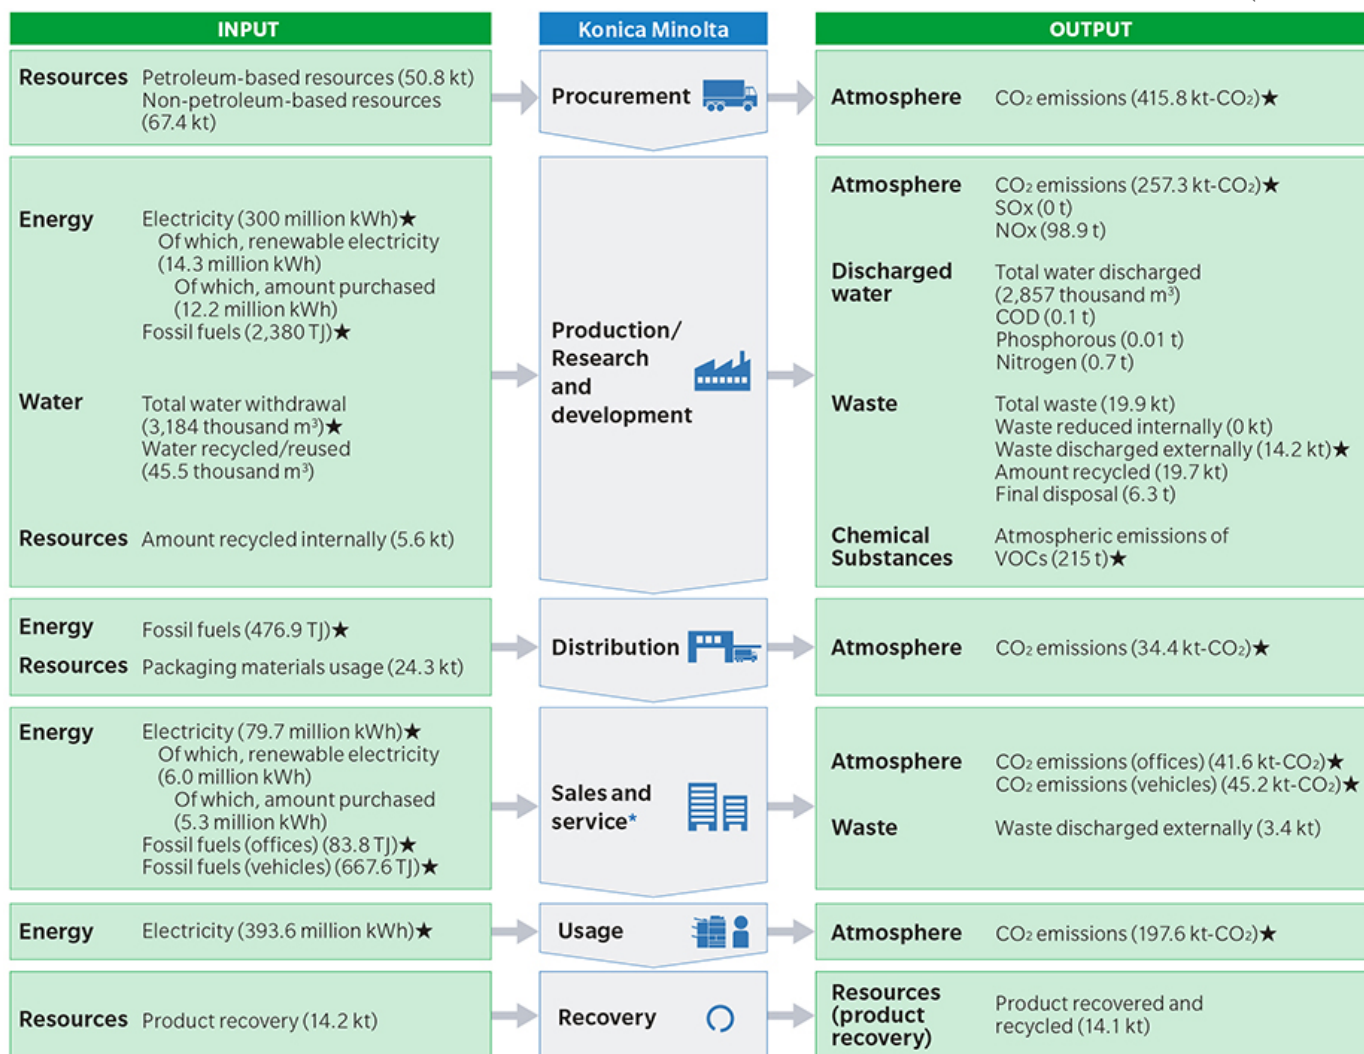 INPUT
Konica Minolta
OUTPUT
Resources
Petroleum-based resources (50.8 kt)
Non-petroleum-based resources
(67.4 kt)
Procurement
Atmosphere
CO₂ emissions (415.8 kt-CO₂)★
Energy
Electricity (300 million kWh)★
Of which, renewable electricity
(14.3 million kWh)
Of which, amount purchased
(12.2 million kWh)
Fossil fuels (2,380 TJ)★
Water
Total water withdrawal
(3,184 thousand m³)★
Water recycled/reused
(45.5 thousand m³)
Resources
Amount recycled internally (5.6 kt)
Production/
Research
and
development
Atmosphere
CO₂ emissions (257.3 kt-CO₂)★
SOx (0 t)
NOx (98.9 t)
Discharged
water
Total water discharged
(2,857 thousand m³)
COD (0.1 t)
Phosphorous (0.01 t)
Nitrogen (0.7 t)
Waste
Total waste (19.9 kt)
Waste reduced internally (0 kt)
Waste discharged externally (14.2 kt)★
Amount recycled (19.7 kt)
Final disposal (6.3 t)
Chemical
Substances
Atmospheric emissions of
VOCs (215 t)★
Energy
Fossil fuels (476.9 TJ)★
Resources
Packaging materials usage (24.3 kt)
Distribution
Atmosphere
CO₂ emissions (34.4 kt-CO₂)★
Energy
Electricity (79.7 million kWh)★
Of which, renewable electricity
(6.0 million kWh)
Of which, amount purchased
(5.3 million kWh)
Fossil fuels (offices) (83.8 TJ)★
Fossil fuels (vehicles) (667.6 TJ)★
Sales and
service*
Atmosphere
CO₂ emissions (offices) (41.6 kt-CO₂)★
CO₂ emissions (vehicles) (45.2 kt-CO₂)★
Waste
Waste discharged externally (3.4 kt)
Energy
Electricity (393.6 million kWh)★
Usage
Atmosphere
CO₂ emissions (197.6 kt-CO₂)★
Resources
Product recovery (14.2 kt)
Recovery
Resources
(product
recovery)
Product recovered and
recycled (14.1 kt)